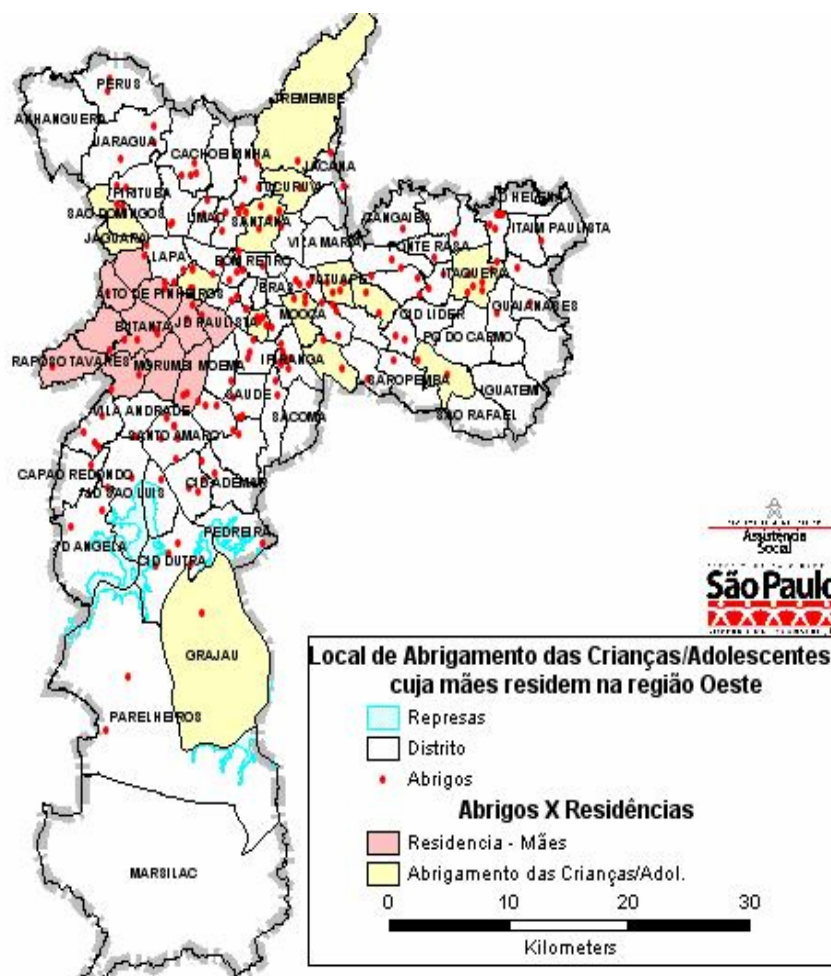 PERUS
TREMEMBE
ANHANGUERA
JARAGUA
CACHOEIRINHA
JACANA
PIRITUBA
TUCURUVI
SAO DOMINGOS
LIMAO
SANTANA
CANGAIBA
ITAIM PAULISTA
JAGUARA
VILA MARIA
PONTE RASA
LAPA
BOM RETIRO
TATUAPE
ITAQUERA
ALTO DE PINHEIROS
BRAS
GUAIANASES
BUTANTA
JD PAULISTA
MOOCA
CID LIDER
PQ DO CARMO
RAPOSO TAVARES
MORUMBI
MOEMA
IPIRANGA
SAPOPEMBA
IGUATEMI
VILA ANDRADE
SAUDE
SACOMA
SAO RAFAEL
SANTO AMARO
CAPAO REDONDO
JD SAO LUIS
CID ADEMAR
PEDREIRA
D ANGELA
CID DUTRA
Assistência
Social
São Paulo
GRAJAU
PARELHEIROS
MARSILAC
Local de Abrigamento das Crianças/Adolescentes
cuja mães residem na região Oeste
Represas
Distrito
Abrigos
Abrigos X Residências
Residencia - Mães
Abrigamento das Crianças/Adol.
0 10 20 30
Kilometers